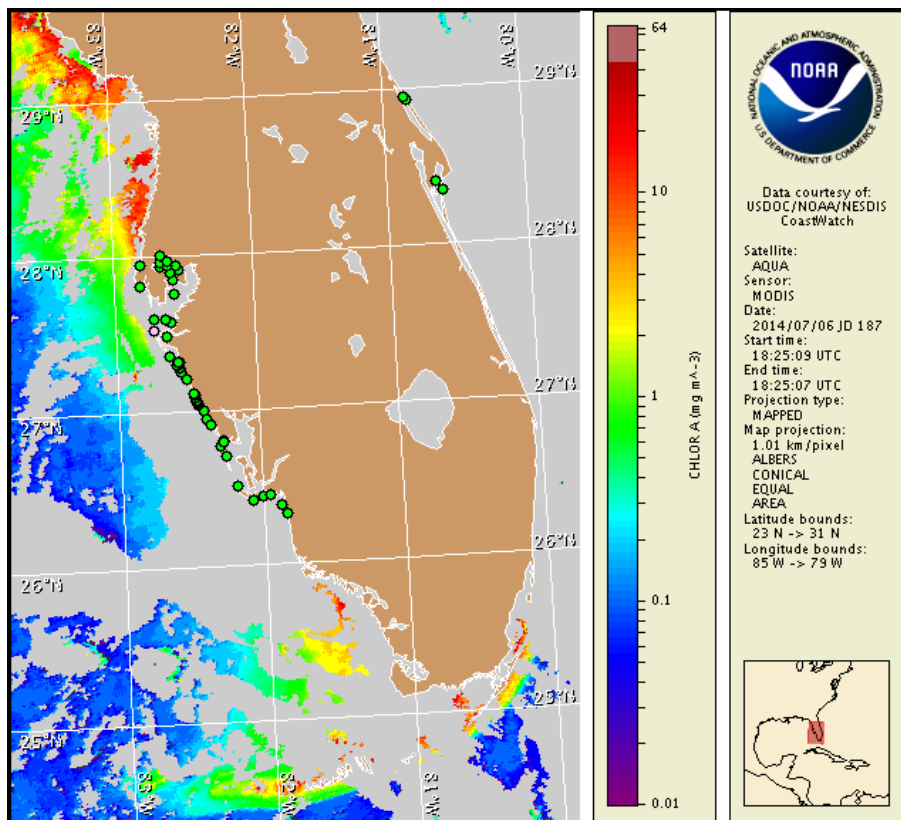 83°W
82°W
81°W
80°W
29°N
29°N
28°N
28°N
27°N
27°N
26°N
26°N
25°N
25°N
83°W
82°W
81°W
64
10
1
0.1
0.01
CHLOR A (mg m^-3)
NATIONAL OCEANIC AND ATMOSPHERIC ADMINISTRATION
NOAA
U.S. DEPARTMENT OF COMMERCE
Data courtesy of:
USDOC/NOAA/NESDIS
CoastWatch
Satellite:
AQUA
Sensor:
MODIS
Date:
2014/07/06 JD 187
Start time:
18:25:09 UTC
End time:
18:25:07 UTC
Projection type:
MAPPED
Map projection:
1.01 km/pixel
ALBERS
CONICAL
EQUAL
AREA
Latitude bounds:
23 N -> 31 N
Longitude bounds:
85 W -> 79 W